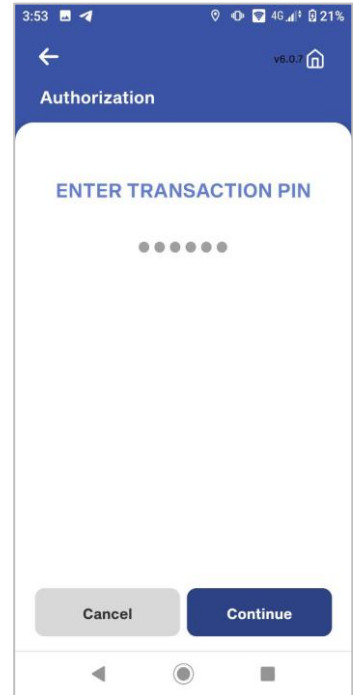 3:53 4G 21%
v6.0.7
Authorization
ENTER TRANSACTION PIN
Cancel Continue